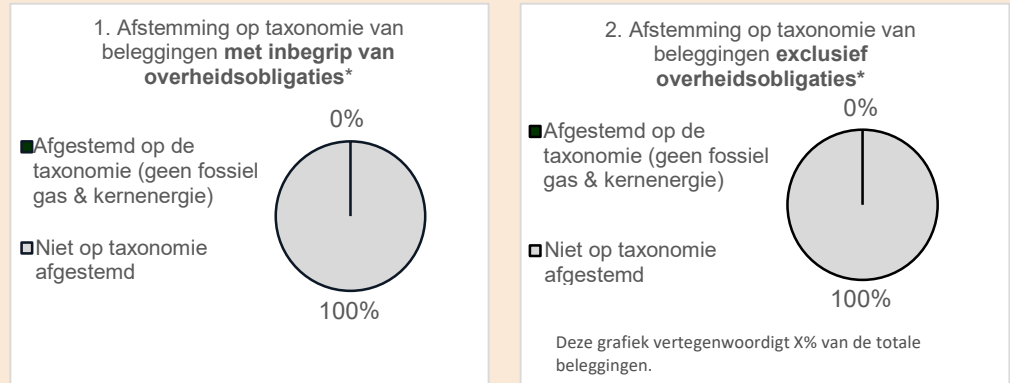 1. Afstemming op taxonomie van
beleggingen met inbegrip van
overheidsobligaties*
0%
Afgestemd op de
taxonomie (geen fossiel
gas & kernenergie)
Niet op taxonomie
afgestemd
100%
2. Afstemming op taxonomie van
beleggingen exclusief
overheidsobligaties*
0%
Afgestemd op de
taxonomie (geen fossiel
gas & kernenergie)
Niet op taxonomie
afgestemd
100%
Deze grafiek vertegenwoordigt X% van de totale
beleggingen.